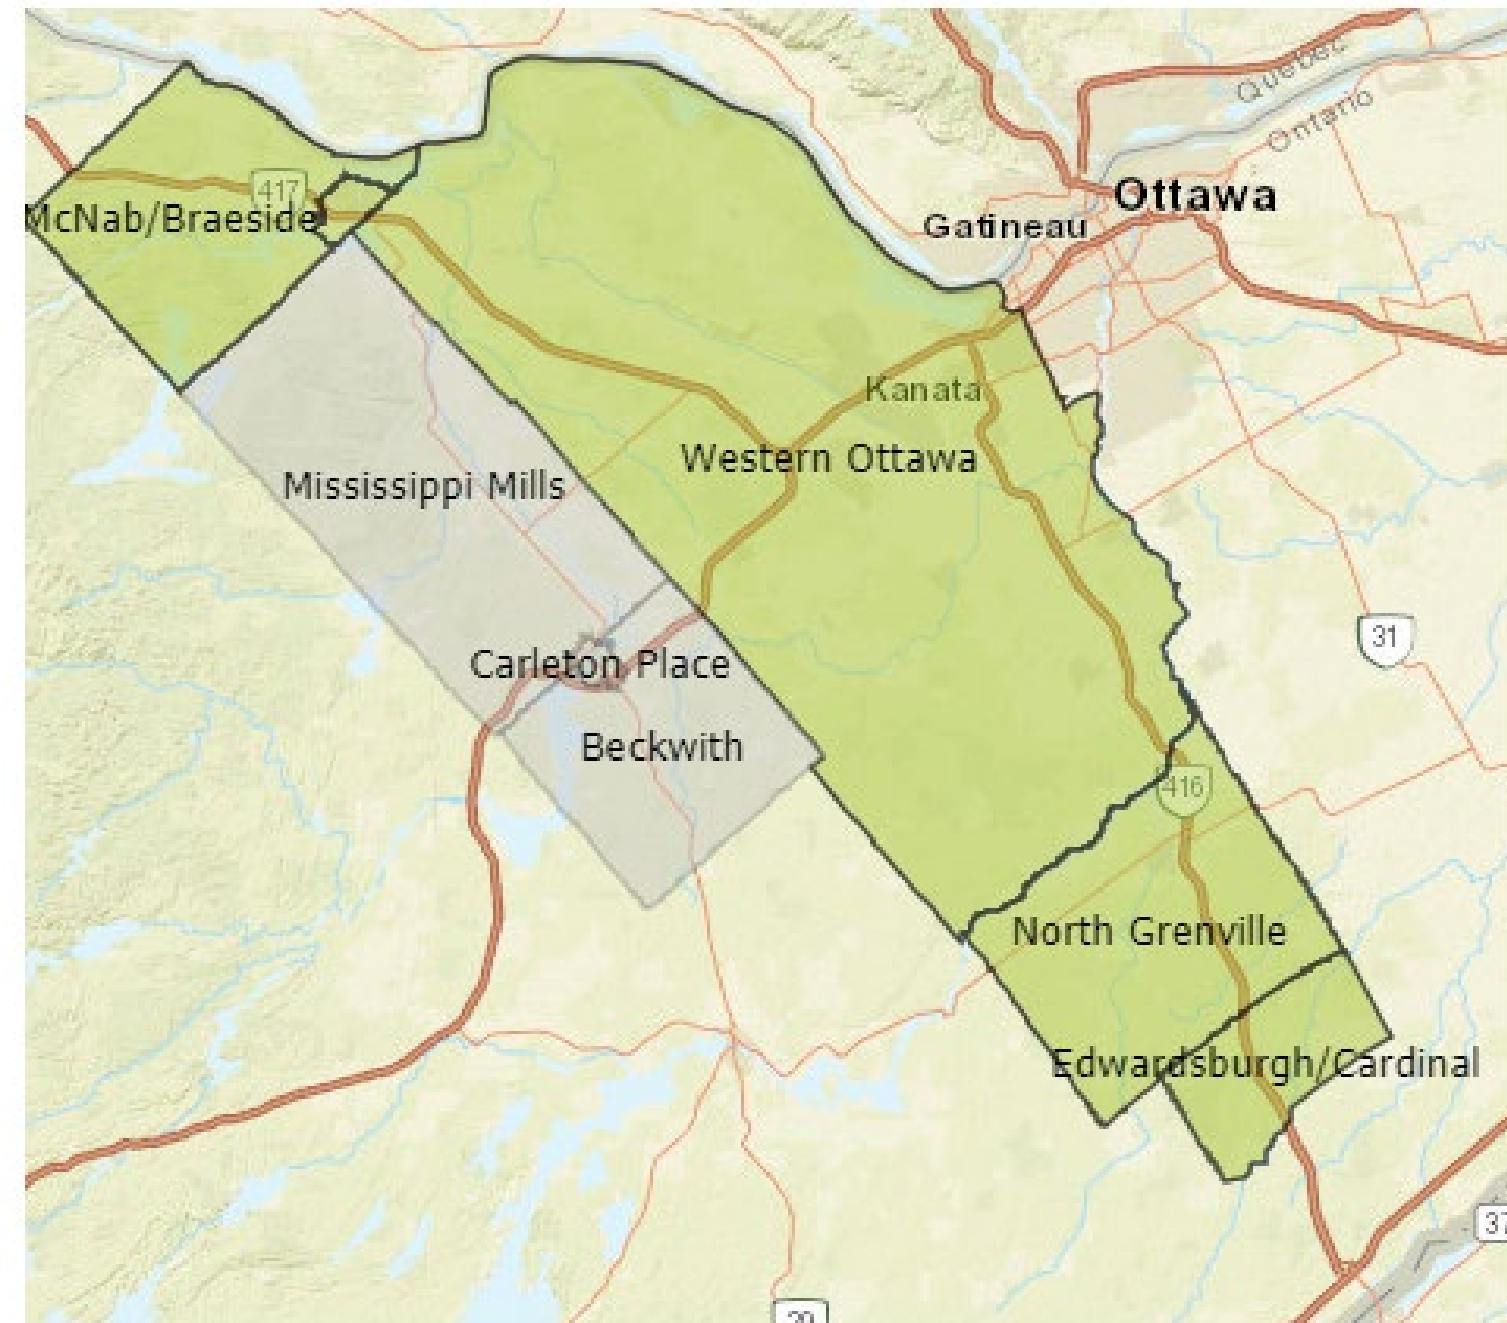 Quebec
Ontario
Ottawa
Gatineau
417
McNab/Braeside
Kanata
Western Ottawa
Mississippi Mills
31
Carleton Place
Beckwith
416
North Grenville
Edwardsburgh/Cardinal
37